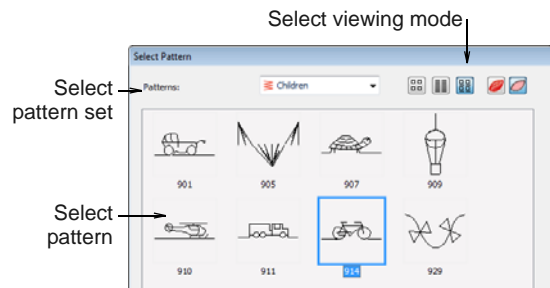 Select viewing mode
Select Pattern
Select
pattern set
Patterns:
Children
901 905 907 909
Select
pattern
910 911 914 929